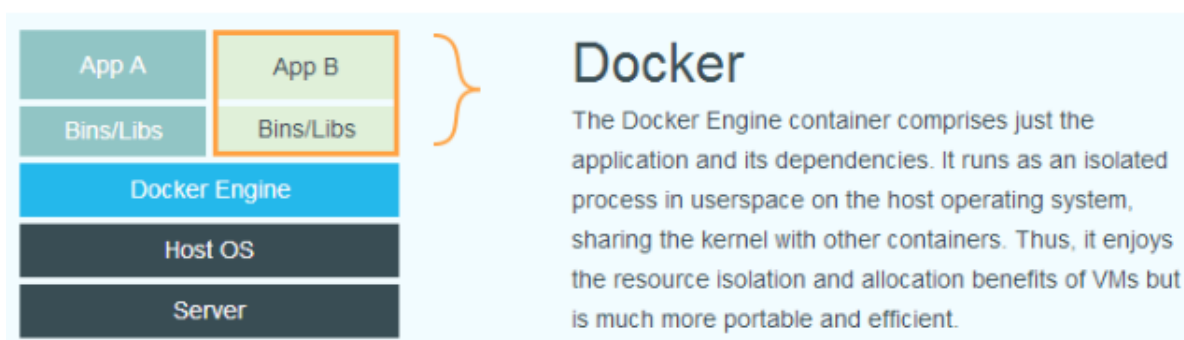 App A
App B
Bins/Libs
Bins/Libs
Docker Engine
Host OS
Server
Docker
The Docker Engine container comprises just the
application and its dependencies. It runs as an isolated
process in userspace on the host operating system,
sharing the kernel with other containers. Thus, it enjoys
the resource isolation and allocation benefits of VMs but
is much more portable and efficient.